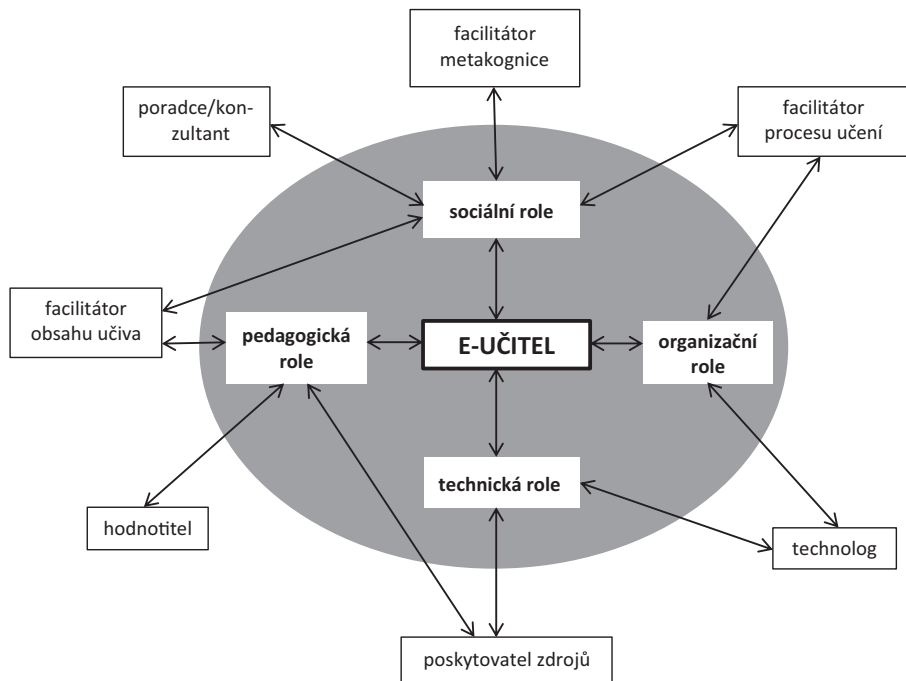 facilitátor
metakognice
poradce/kon-
zultant
facilitátor
procesu učení
sociální role
facilitátor
obsahu učiva
pedagogická
role
E-UČITEL
organizační
role
technická role
hodnotitel
technolog
poskytovatel zdrojů